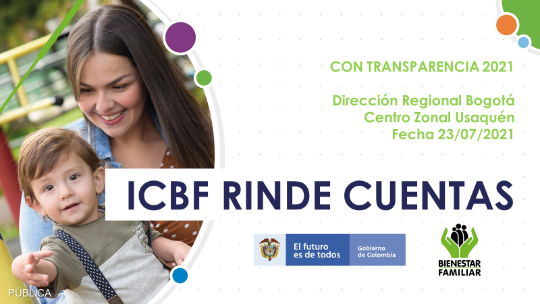 CON TRANSPARENCIA 2021
Dirección Regional Bogotá
Centro Zonal Usaquén
Fecha 23/07/2021
ICBF RINDE CUENTAS
El futuro
es de todos
Gobierno
de Colombia
BIENESTAR
FAMILIAR
PÚBLICA